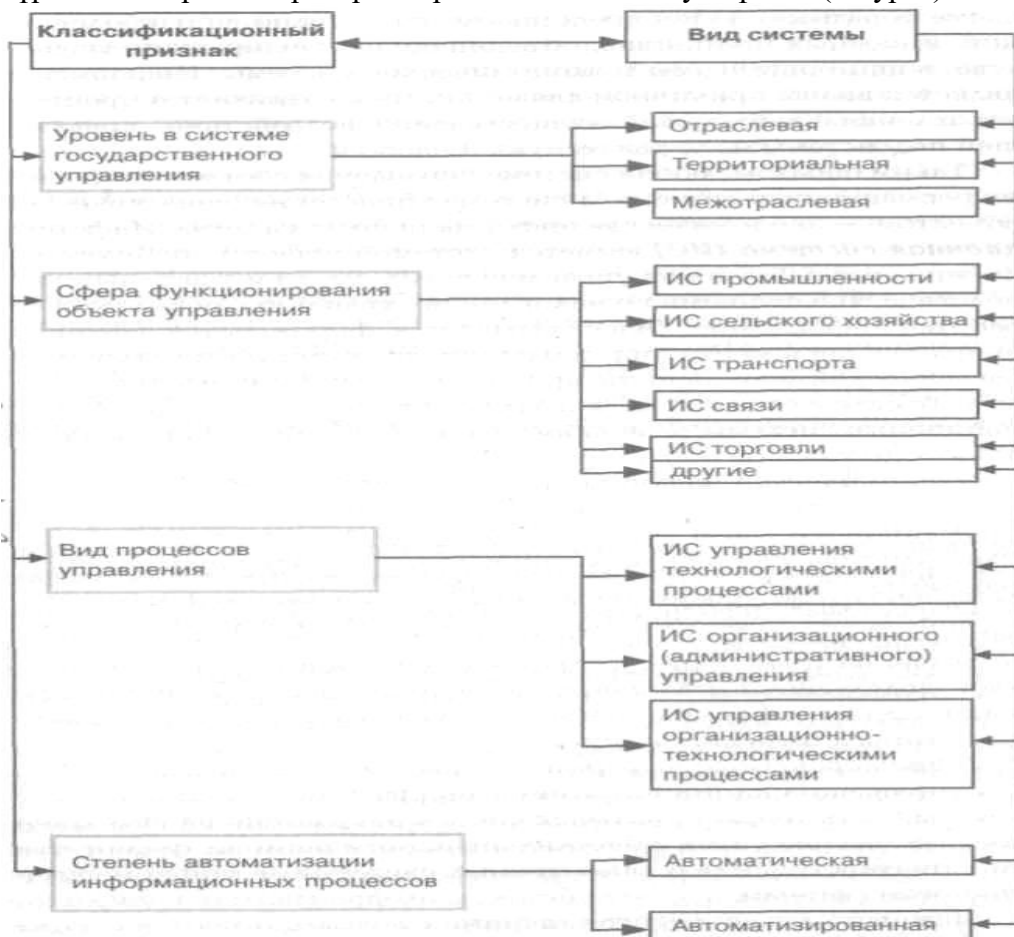 Классификационный
признак
Вид системы
Уровень в системе
государственного
управления
Отраслевая
Территориальная
Межотраслевая
Сфера функционирования
объекта управления
ИС промышленности
ИС сельского хозяйства
ИС транспорта
ИС связи
ИС торговли
другие
Вид процессов
управления
ИС управления
технологическими
процессами
ИС организационного
(административного)
управления
ИС управления
организационно-
технологическими
процессами
Степень автоматизации
информационных процессов
Автоматическая
Автоматизированная